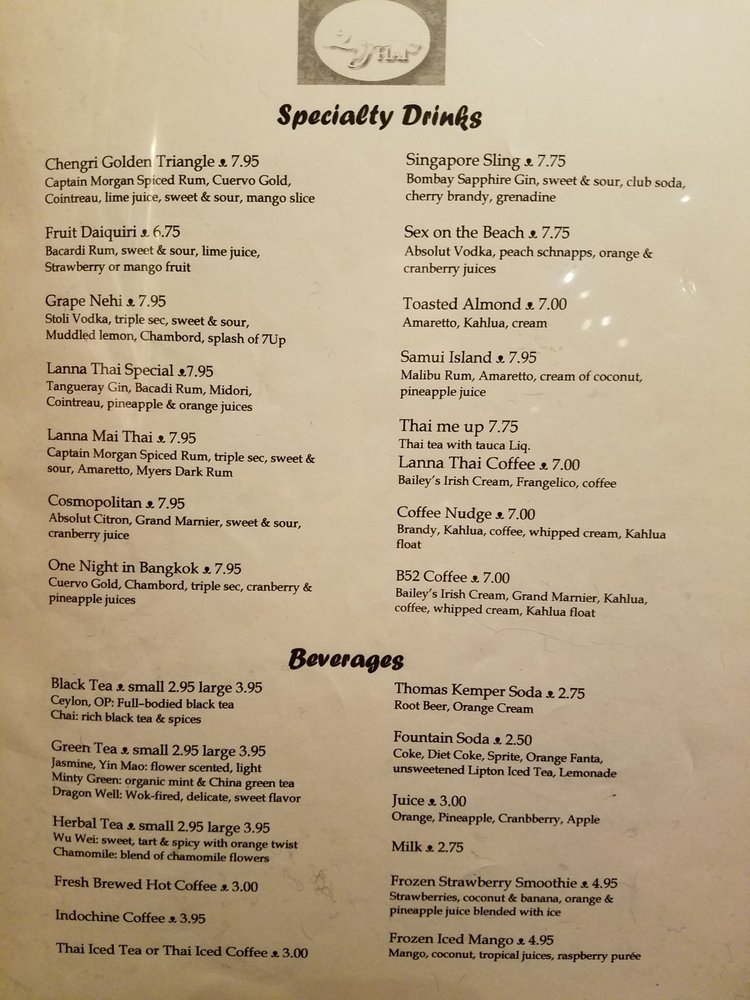 Thai
Specialty Drinks
Chengri Golden Triangle 7.95
Captain Morgan Spiced Rum, Cuervo Gold,
Cointreau, lime juice, sweet & sour, mango slice
Fruit Daiquiri 6.75
Bacardi Rum, sweet & sour, lime juice,
Strawberry or mango fruit
Grape Nehi 7.95
Stoli Vodka, triple sec, sweet & sour,
Muddled lemon, Chambord, splash of 7Up
Lanna Thai Special 7.95
Tangueray Gin, Bacadi Rum, Midori,
Cointreau, pineapple & orange juices
Lanna Mai Thai 7.95
Captain Morgan Spiced Rum, triple sec, sweet &
sour, Amaretto, Myers Dark Rum
Cosmopolitan 7.95
Absolut Citron, Grand Marnier, sweet & sour,
cranberry juice
One Night in Bangkok 7.95
Cuervo Gold, Chambord, triple sec, cranberry &
pineapple juices
Singapore Sling 7.75
Bombay Sapphire Gin, sweet & sour, club soda,
cherry brandy, grenadine
Sex on the Beach 7.75
Absolut Vodka, peach schnapps, orange &
cranberry juices
Toasted Almond 7.00
Amaretto, Kahlua, cream
Samui Island 7.95
Malibu Rum, Amaretto, cream of coconut,
pineapple juice
Thai me up 7.75
Thai tea with tauca Liq.
Lanna Thai Coffee 7.00
Bailey's Irish Cream, Frangelico, coffee
Coffee Nudge 7.00
Brandy, Kahlua, coffee, whipped cream, Kahlua
float
B52 Coffee 7.00
Bailey's Irish Cream, Grand Marnier, Kahlua,
coffee, whipped cream, Kahlua float
Beverages
Black Tea small 2.95 large 3.95
Ceylon, OP: Full-bodied black tea
Chai: rich black tea & spices
Green Tea small 2.95 large 3.95
Jasmine, Yin Mao: flower scented, light
Minty Green: organic mint & China green tea
Dragon Well: Wok-fired, delicate, sweet flavor
Herbal Tea small 2.95 large 3.95
Wu Wei: sweet, tart & spicy with orange twist
Chamomile: blend of chamomile flowers
Fresh Brewed Hot Coffee 3.00
Indochine Coffee 3.95
Thai Iced Tea or Thai Iced Coffee 3.00
Thomas Kemper Soda 2.75
Root Beer, Orange Cream
Fountain Soda 2.50
Coke, Diet Coke, Sprite, Orange Fanta,
unsweetened Lipton Iced Tea, Lemonade
Juice 3.00
Orange, Pineapple, Cranbberry, Apple
Milk 2.75
Frozen Strawberry Smoothie 4.95
Strawberries, coconut & banana, orange &
pineapple juice blended with ice
Frozen Iced Mango 4.95
Mango, coconut, tropical juices, raspberry purée